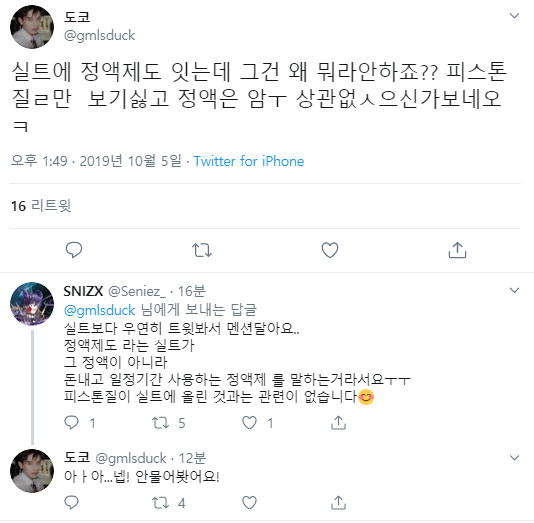 도코
@gmlsduck
실트에 정액제도 잇는데 그건 왜 뭐라안하죠?? 피스톤
질ㄹ만 보기싫고 정액은 암ㅜ 상관없ㅅ으신가보네오
ㅋ
오후 1:49 · 2019년 10월 5일 · Twitter for iPhone
16 리트윗
SNIZX @Seniez_ · 16분
@gmlsduck 님에게 보내는 답글
실트보다 우연히 트윗봐서 멘션달아요..
정액제도 라는 실트가
그 정액이 아니라
돈내고 일정기간 사용하는 정액제 를 말하는거라서요ㅜㅜ
피스톤질이 실트에 올린 것과는 관련이 없습니다😊
1 5 1
도코 @gmlsduck · 12분
아ㅏ아...넵! 안물어봣어요!
4